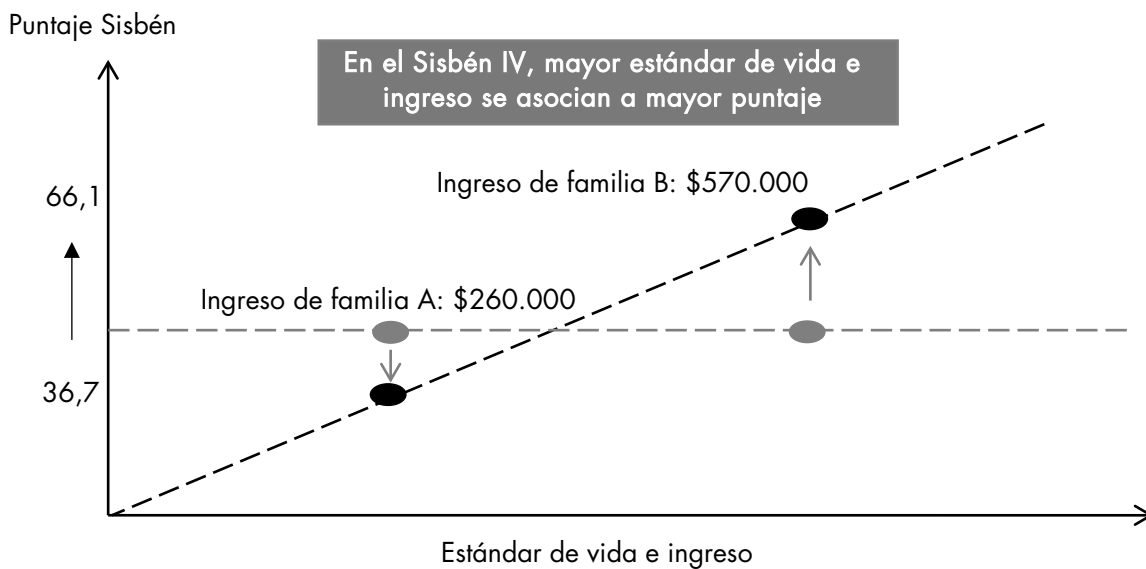 Puntaje Sisbén
En el Sisbén IV, mayor estándar de vida e
ingreso se asocian a mayor puntaje
66,1
Ingreso de familia B: $570.000
Ingreso de familia A: $260.000
36,7
Estándar de vida e ingreso